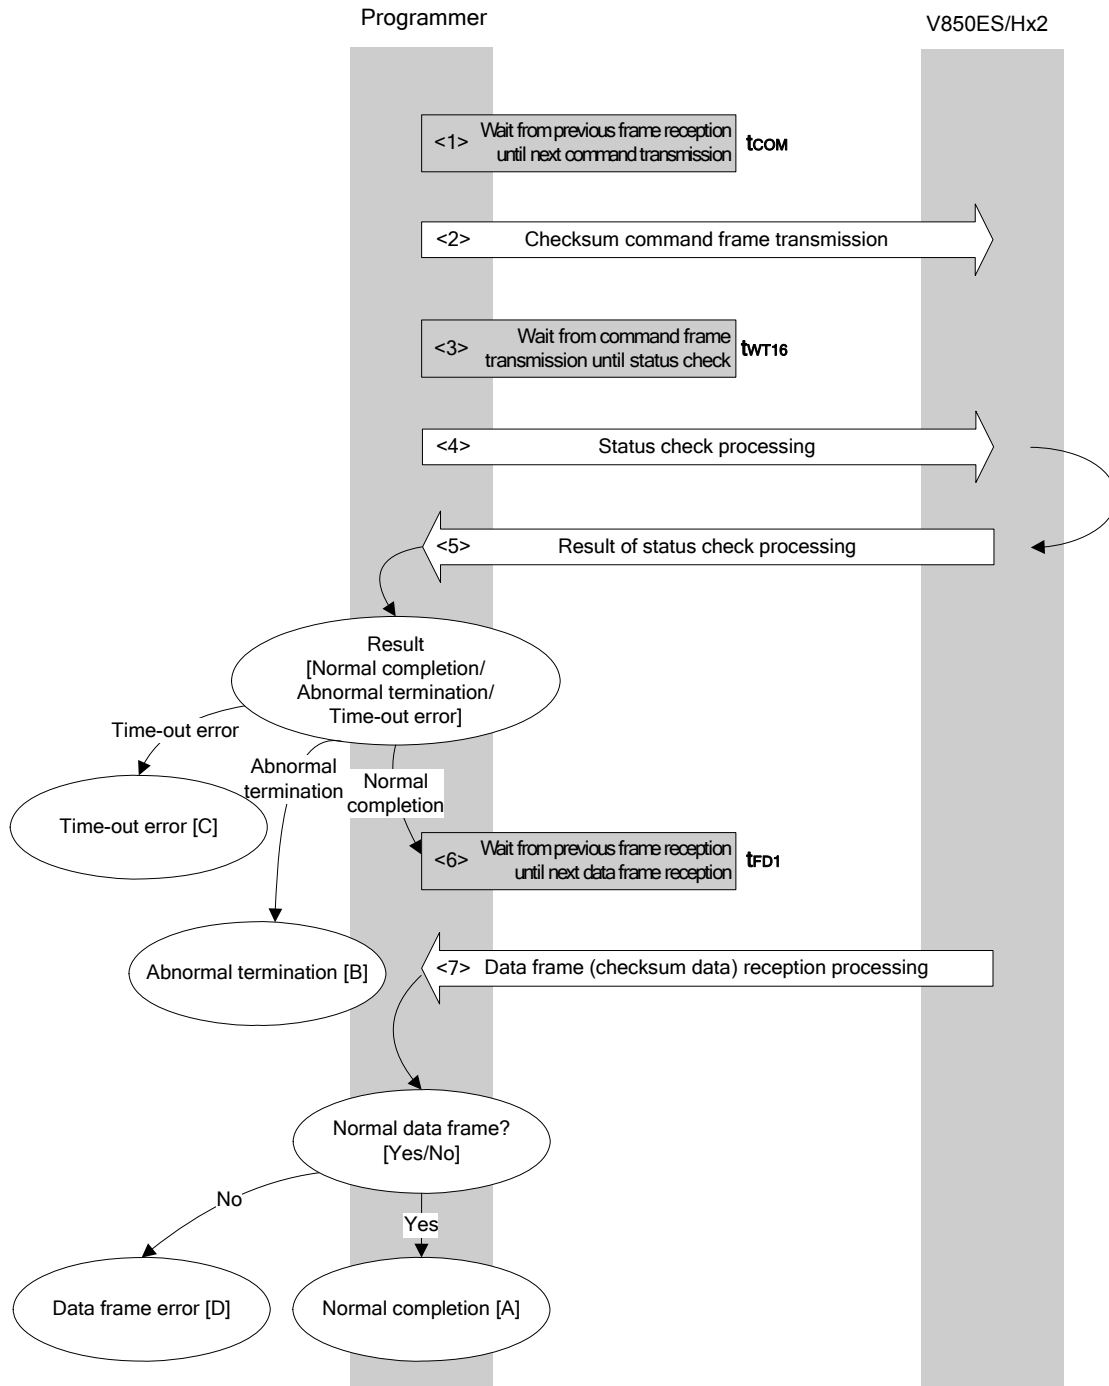 Programmer
V850ES/Hx2
<1> Wait from previous frame reception
until next command transmission
tCOM
<2> Checksum command frame transmission
<3> Wait from command frame
transmission until status check
tWT16
<4> Status check processing
<5> Result of status check processing
Result
[Normal completion/
Abnormal termination/
Time-out error]
Time-out error
Abnormal
termination
Normal
completion
Time-out error [C]
<6> Wait from previous frame reception
until next data frame reception
tFD1
Abnormal termination [B]
<7> Data frame (checksum data) reception processing
Normal data frame?
[Yes/No]
No
Yes
Data frame error [D]
Normal completion [A]